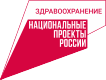 ЗДРАВООХРАНЕНИЕ
НАЦИОНАЛЬНЫЕ
ПРОЕКТЫ
РОССИИ